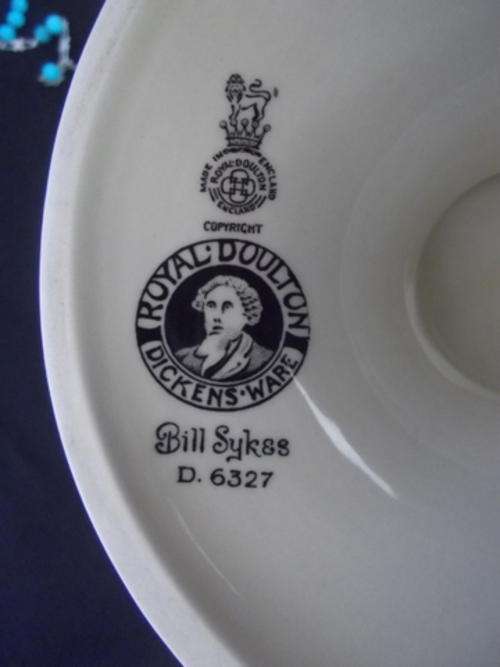 MADE IN ENGLAND
ROYAL·DOULTON
ENGLAND
COPYRIGHT
ROYAL·DOULTON
DICKENS·WARE
Bill Sykes
D. 6327